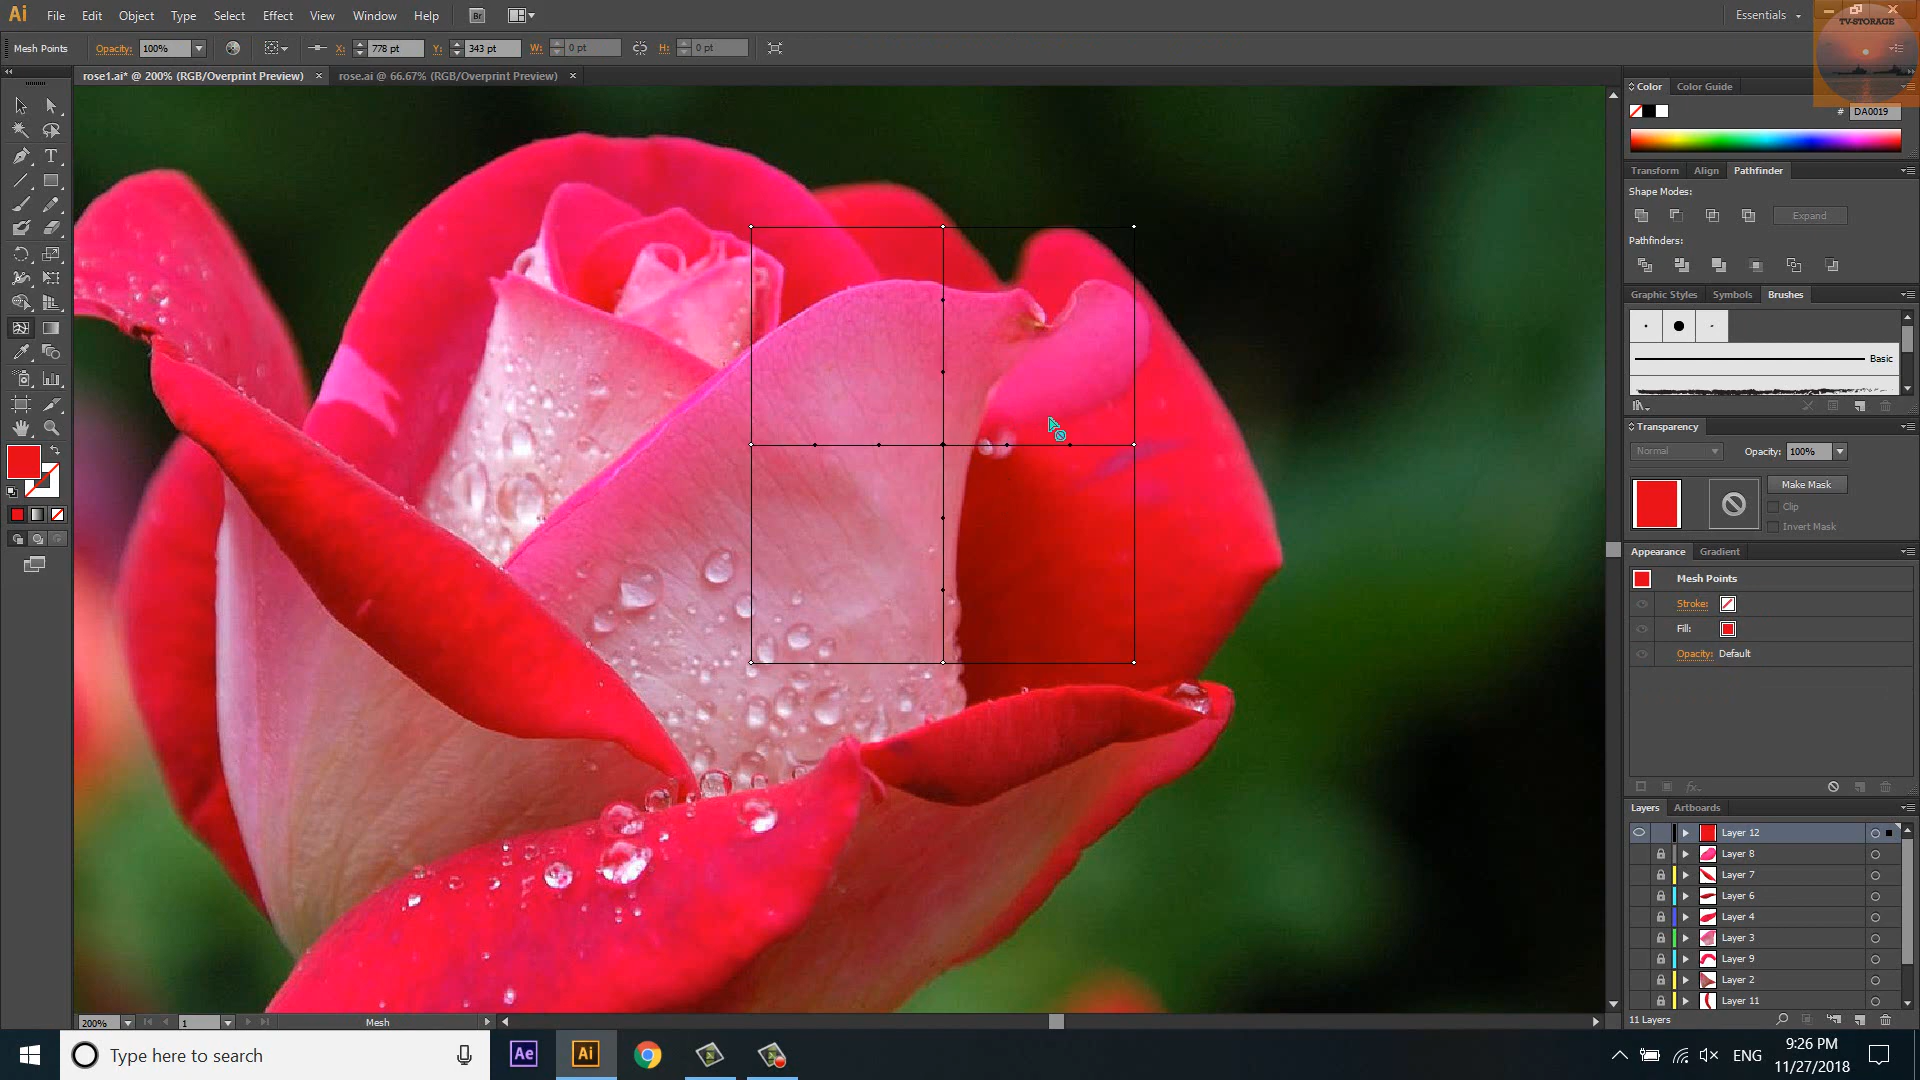 Ai File Edit Object Type Select Effect View Window Help Br Essentials
TV-STORAGE
Mesh Points Opacity: 100% X: 778 pt Y: 343 pt W: 0 pt H: 0 pt
rose1.ai* @ 200% (RGB/Overprint Preview) × rose.ai @ 66.67% (RGB/Overprint Preview) ×
Color Color Guide
# DA0019
Transform Align Pathfinder
Shape Modes:
Expand
Pathfinders:
Graphic Styles Symbols Brushes
Basic
Transparency
Normal Opacity: 100%
Make Mask
Clip
Invert Mask
Appearance Gradient
Mesh Points
Stroke:
Fill:
Opacity: Default
fx
Layers Artboards
Layer 12
Layer 8
Layer 7
Layer 6
Layer 4
Layer 3
Layer 9
Layer 2
Layer 11
11 Layers
200% 1 Mesh
Type here to search Ae Ai ENG 9:26 PM
11/27/2018